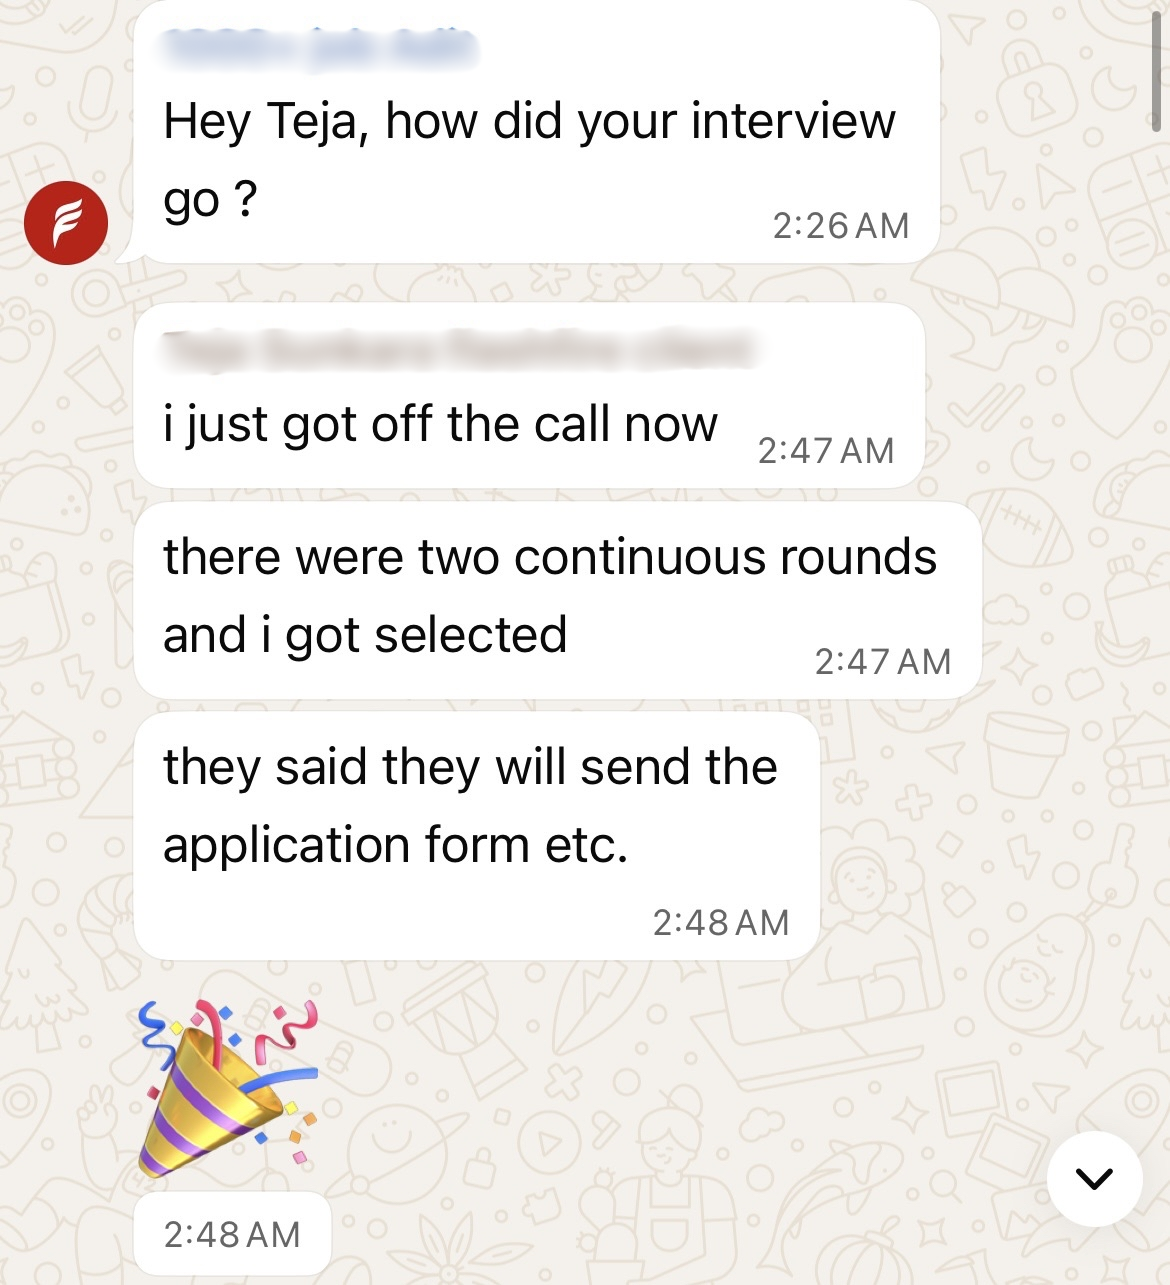 Hey Teja, how did your interview
go ?
2:26 AM
i just got off the call now
2:47 AM
there were two continuous rounds
and i got selected
2:47 AM
they said they will send the
application form etc.
2:48 AM
2:48 AM